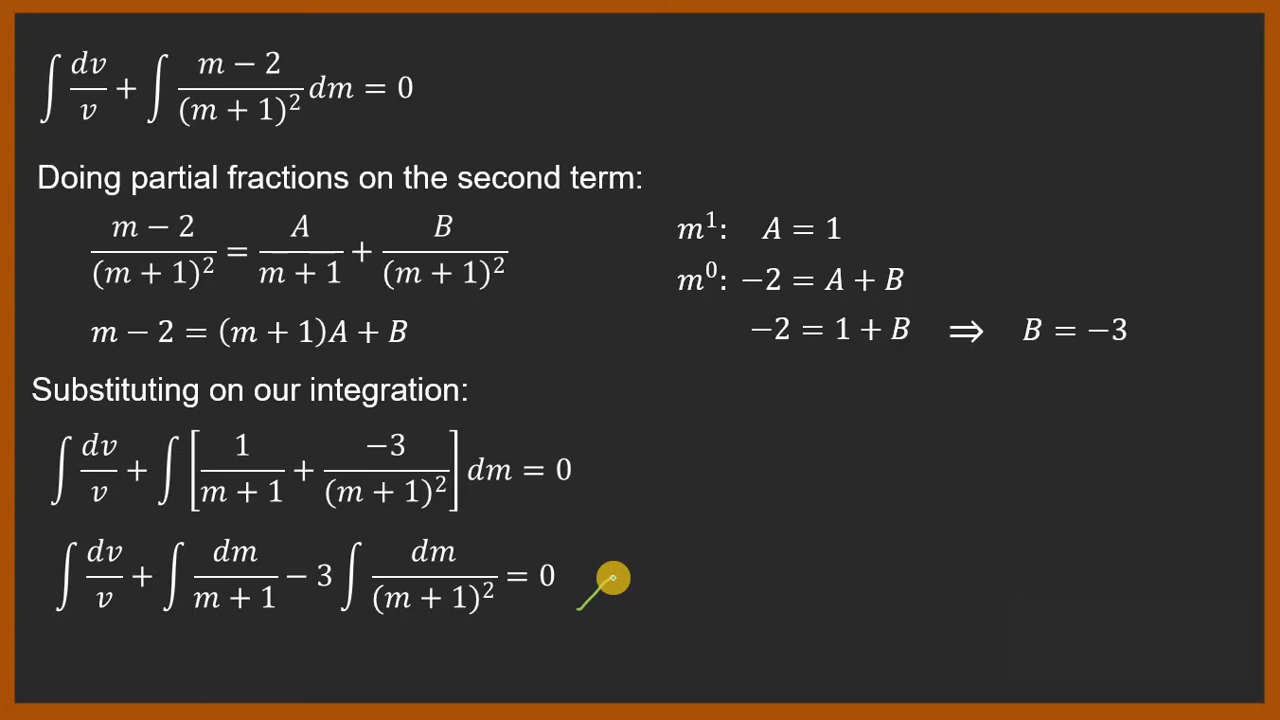 ∫ dv/v + ∫ (m − 2)/(m + 1)² dm = 0
Doing partial fractions on the second term:
(m − 2)/(m + 1)² = A/(m + 1) + B/(m + 1)²
m − 2 = (m + 1)A + B
m¹: A = 1
m⁰: −2 = A + B
−2 = 1 + B ⇒ B = −3
Substituting on our integration:
∫ dv/v + ∫ [1/(m + 1) + −3/(m + 1)²] dm = 0
∫ dv/v + ∫ dm/(m + 1) − 3 ∫ dm/(m + 1)² = 0